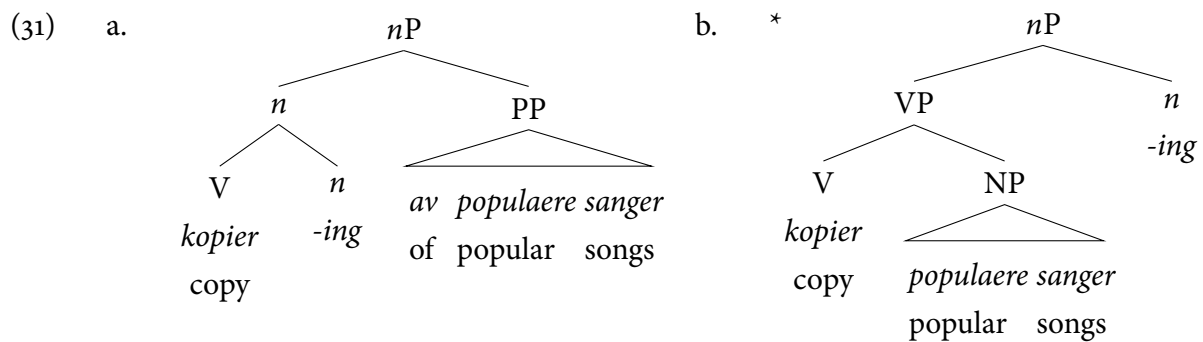 (31) a. nP b. * nP
n PP VP n
-ing
V n V NP
av populaere sanger
kopier -ing kopier
of popular songs populaere sanger
copy copy
popular songs